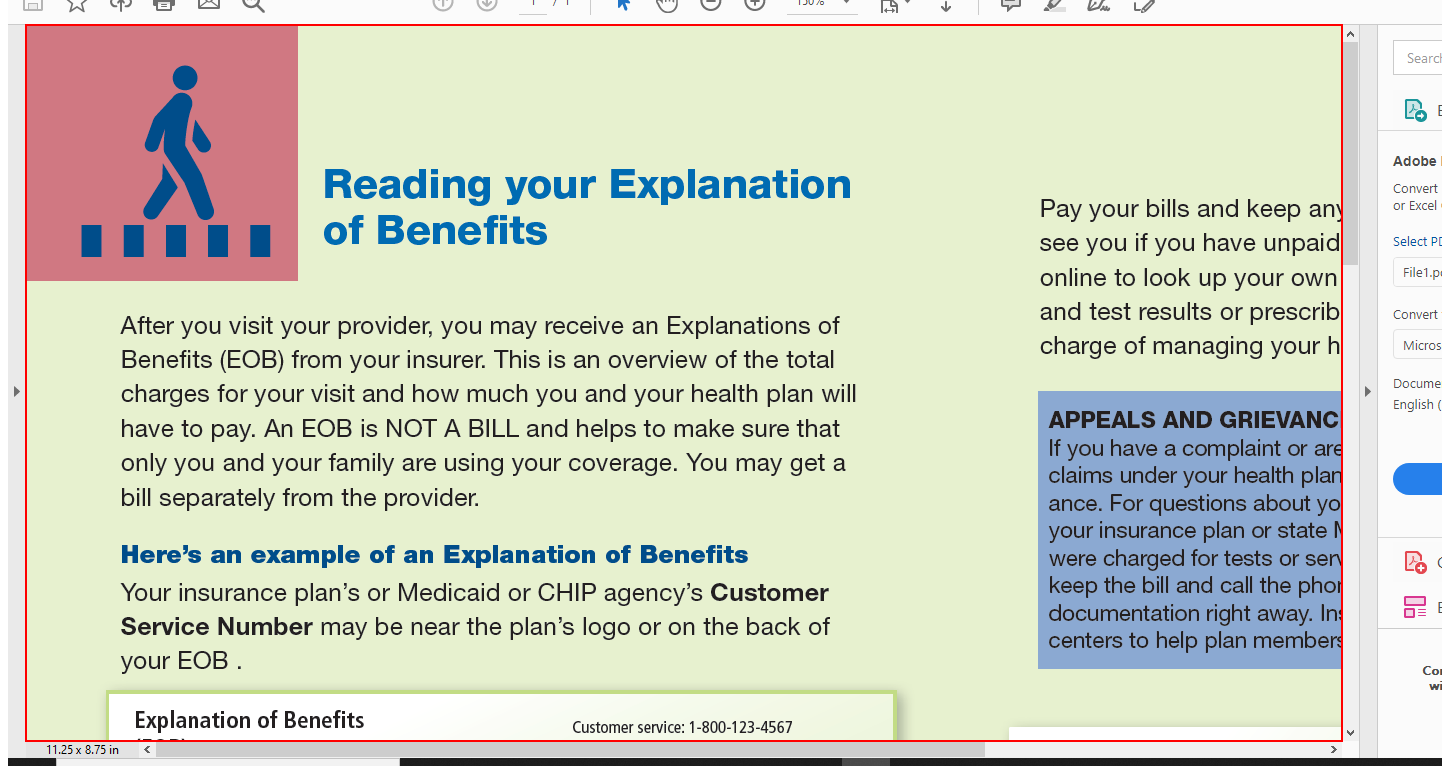 1 / 1
150%
Reading your Explanation
of Benefits
After you visit your provider, you may receive an Explanations of
Benefits (EOB) from your insurer. This is an overview of the total
charges for your visit and how much you and your health plan will
have to pay. An EOB is NOT A BILL and helps to make sure that
only you and your family are using your coverage. You may get a
bill separately from the provider.
Here’s an example of an Explanation of Benefits
Your insurance plan’s or Medicaid or CHIP agency’s Customer
Service Number may be near the plan’s logo or on the back of
your EOB .
Explanation of Benefits
Customer service: 1-800-123-4567
Pay your bills and keep any
see you if you have unpaid
online to look up your own
and test results or prescrib
charge of managing your h
APPEALS AND GRIEVANC
If you have a complaint or are
claims under your health plan
ance. For questions about yo
your insurance plan or state
were charged for tests or serv
keep the bill and call the phon
documentation right away. Ins
centers to help plan members
11.25 x 8.75 in
Search
Adobe
Convert
or Excel
Select PD
File1.p
Convert
Micros
Docume
English (